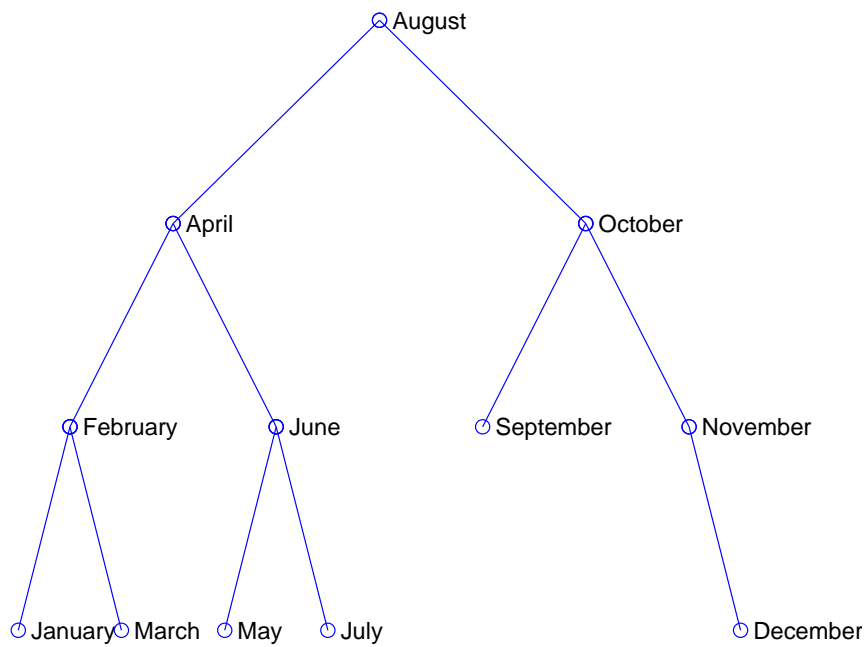 August
April
October
February
June
September
November
January
March
May
July
December